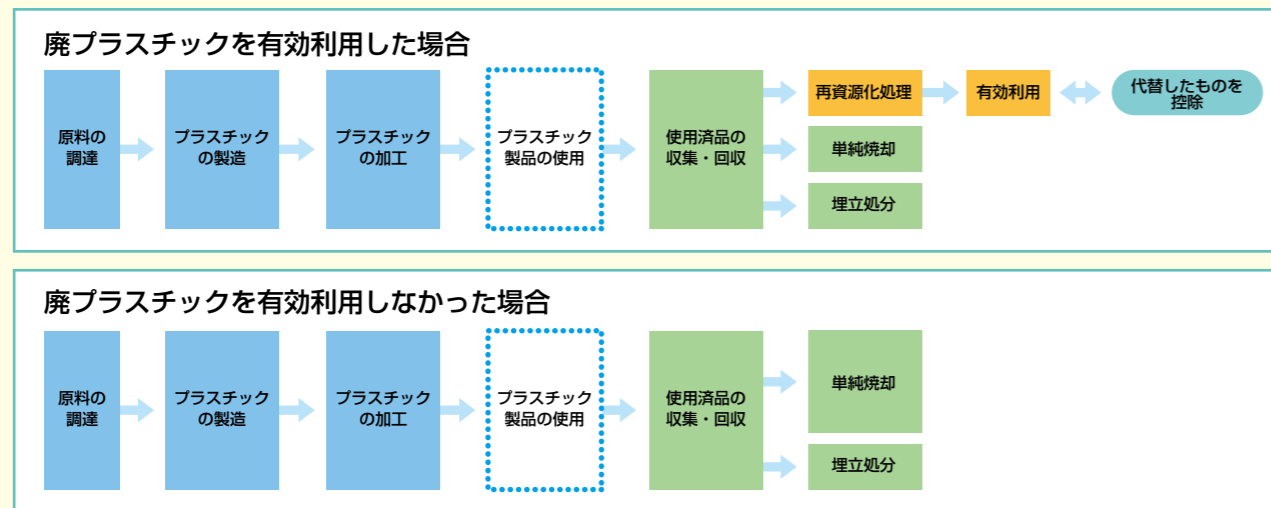 廃プラスチックを有効利用した場合
原料の
調達
プラスチック
の製造
プラスチック
の加工
プラスチック
製品の使用
使用済品の
収集・回収
再資源化処理
有効利用
代替したものを
控除
単純焼却
埋立処分
廃プラスチックを有効利用しなかった場合
原料の
調達
プラスチック
の製造
プラスチック
の加工
プラスチック
製品の使用
使用済品の
収集・回収
単純焼却
埋立処分